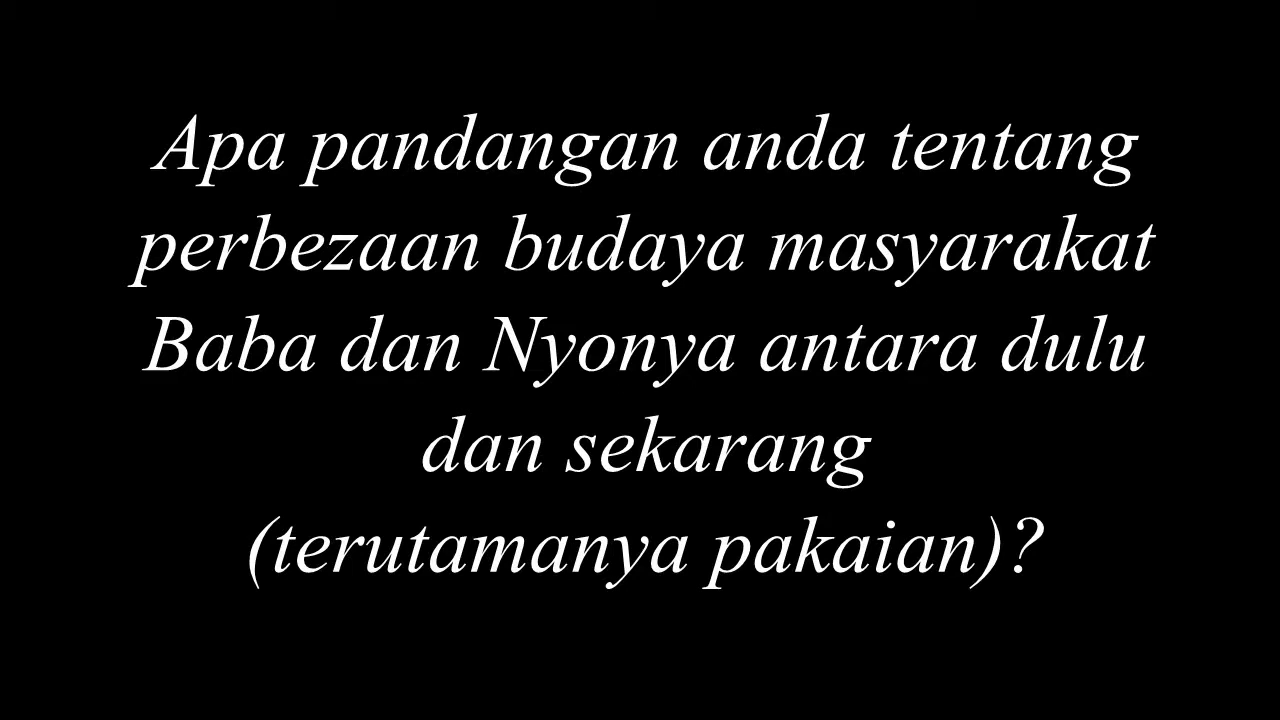 Apa pandangan anda tentang
perbezaan budaya masyarakat
Baba dan Nyonya antara dulu
dan sekarang
(terutamanya pakaian)?